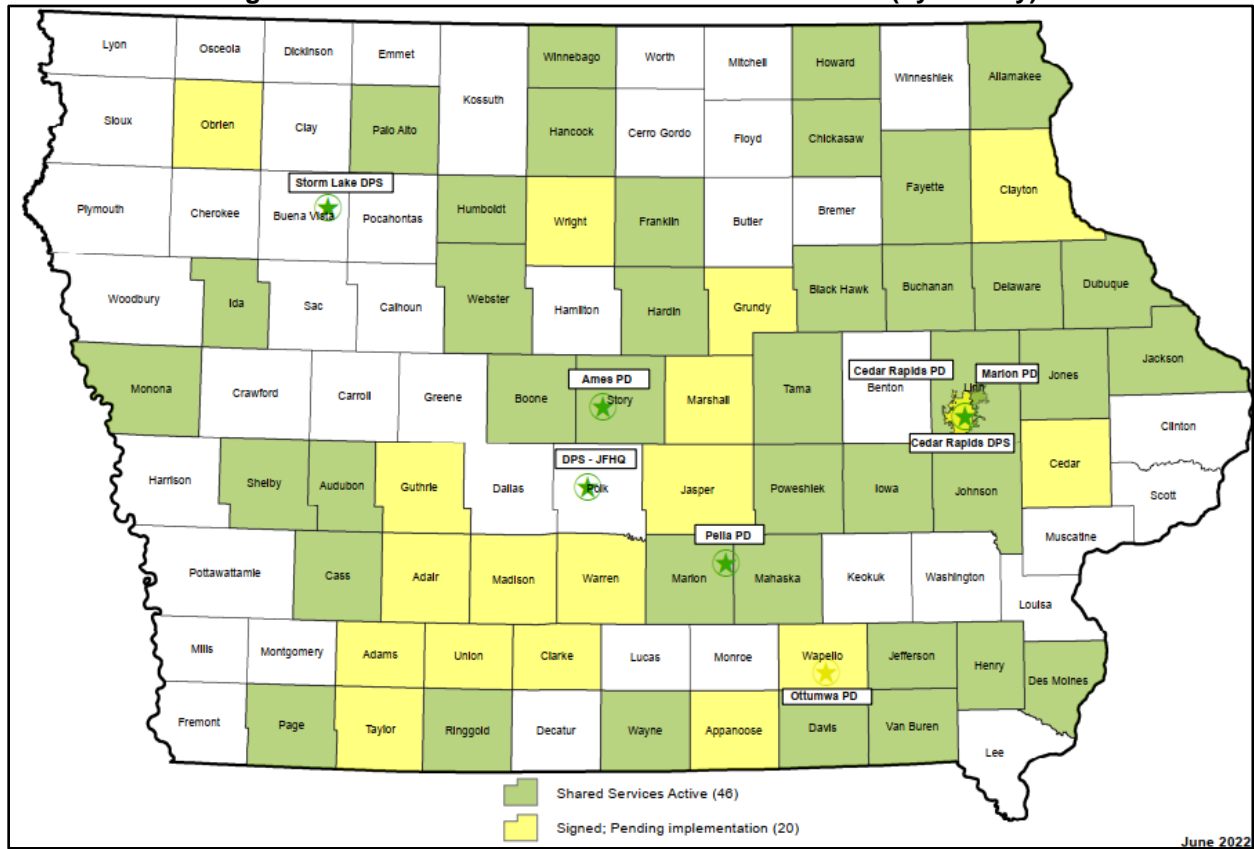 Lyon
Osceola
Dickinson
Emmet
Kossuth
Winnebago
Worth
Mitchell
Howard
Winneshiek
Allamakee
Sioux
Obrien
Clay
Palo Alto
Hancock
Cerro Gordo
Floyd
Chickasaw
Fayette
Clayton
Storm Lake DPS
Plymouth
Cherokee
Buena Vista
Pocahontas
Humboldt
Wright
Franklin
Butler
Bremer
Woodbury
Ida
Sac
Calhoun
Webster
Hamilton
Hardin
Grundy
Black Hawk
Buchanan
Delaware
Dubuque
Jackson
Monona
Crawford
Carroll
Greene
Boone
Ames PD
Story
Marshall
Tama
Cedar Rapids PD
Benton
Linn
Marion PD
Jones
Clinton
Cedar Rapids DPS
Harrison
Shelby
Audubon
Guthrie
Dallas
DPS - JFHQ
Polk
Jasper
Poweshiek
Iowa
Johnson
Cedar
Scott
Muscatine
Pella PD
Pottawattamie
Cass
Adair
Madison
Warren
Marion
Mahaska
Keokuk
Washington
Louisa
Mills
Montgomery
Adams
Union
Clarke
Lucas
Monroe
Wapello
Jefferson
Henry
Des Moines
Ottumwa PD
Fremont
Page
Taylor
Ringgold
Decatur
Wayne
Appanoose
Davis
Van Buren
Lee
Shared Services Active (46)
Signed; Pending implementation (20)
June 2022